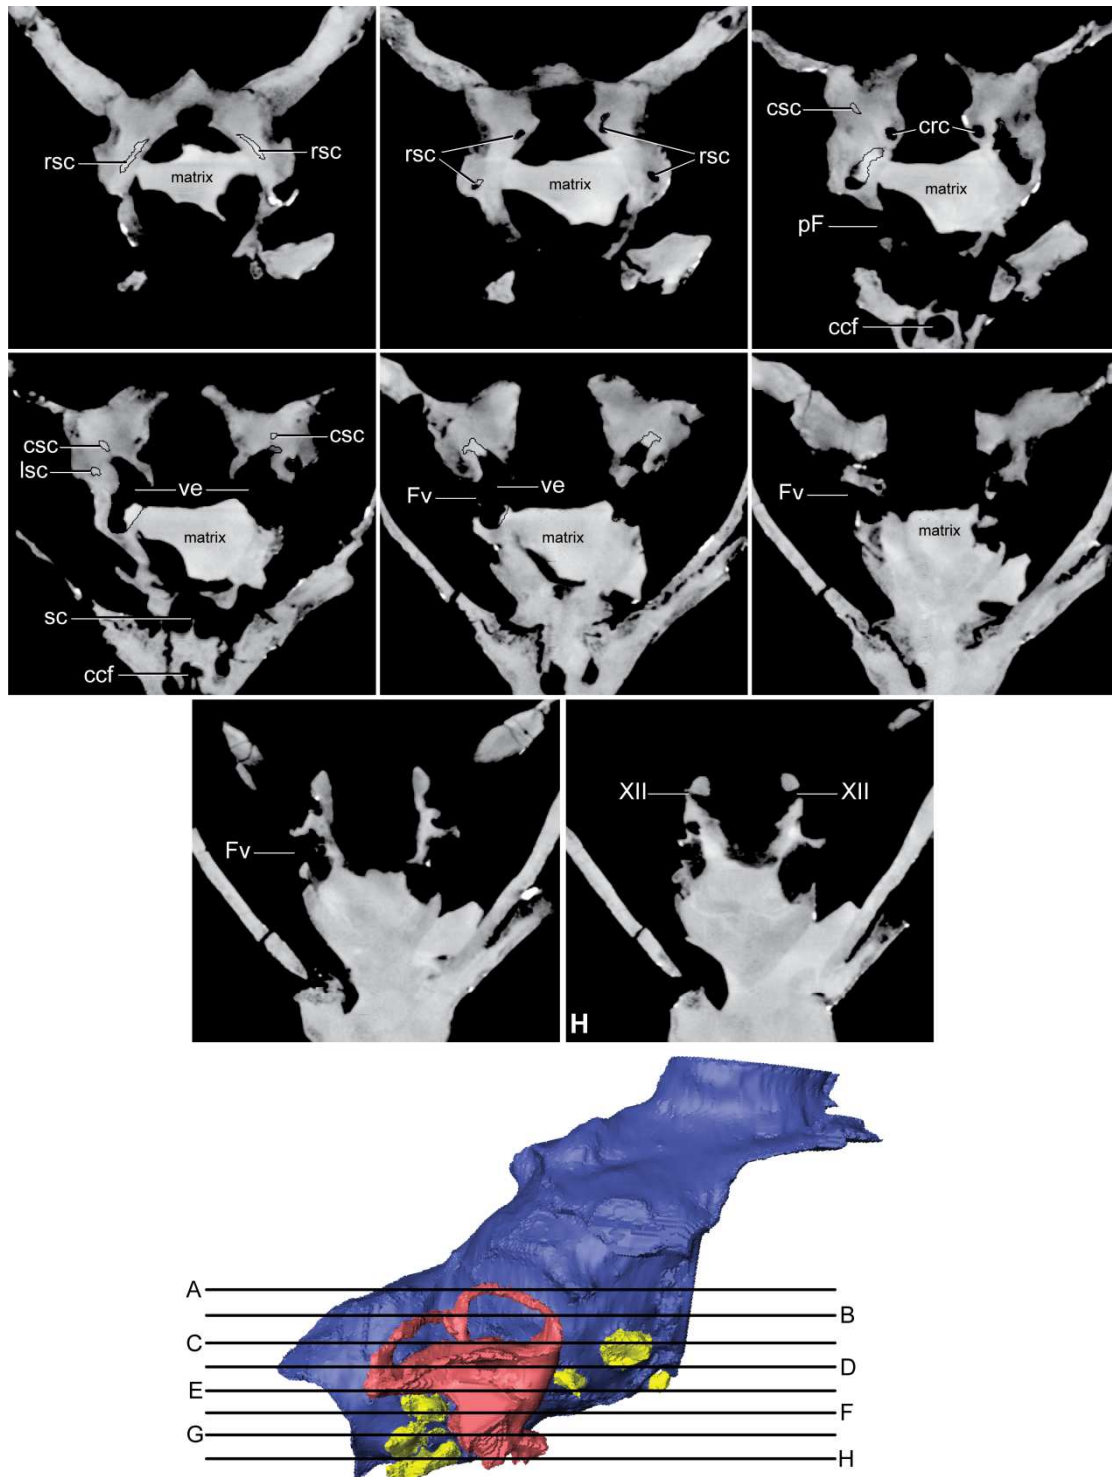 rsc rsc
matrix
rsc rsc
matrix
csc crc
matrix
pF
ccf
csc csc
lsc
ve
matrix
sc
ccf
Fv ve
matrix
Fv
matrix
Fv
XII XII
H
A
B
C
D
E
F
G
H